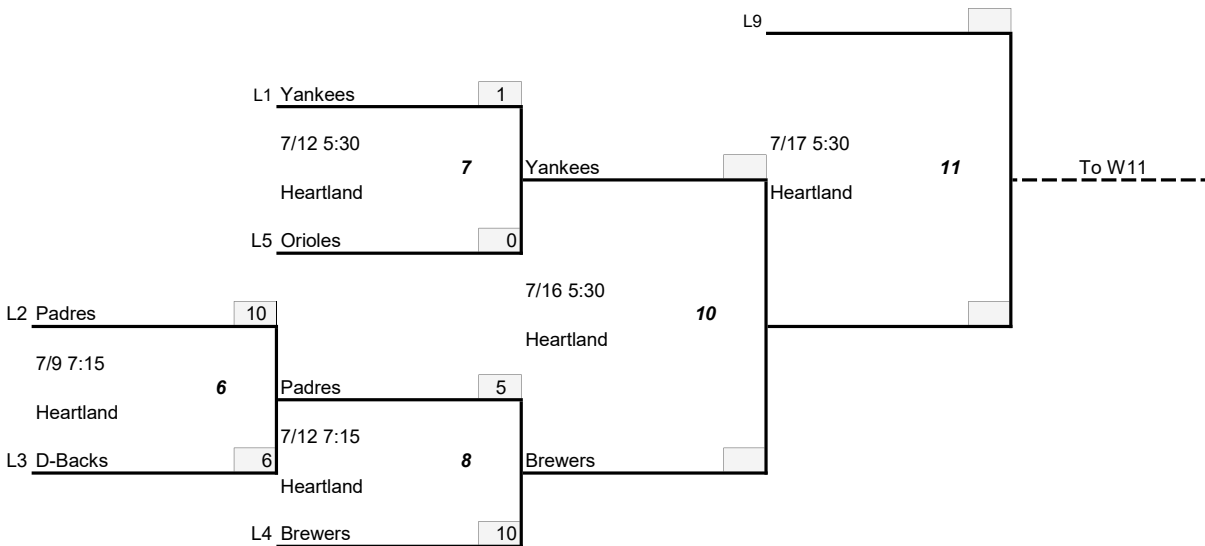 L9
L1 Yankees 1
7/12 5:30
7/17 5:30
7 Yankees
11
To W11
Heartland
Heartland
L5 Orioles 0
7/16 5:30
L2 Padres 10
10
Heartland
7/9 7:15
6 Padres 5
Heartland
7/12 7:15
L3 D-Backs 6
8 Brewers
Heartland
L4 Brewers 10